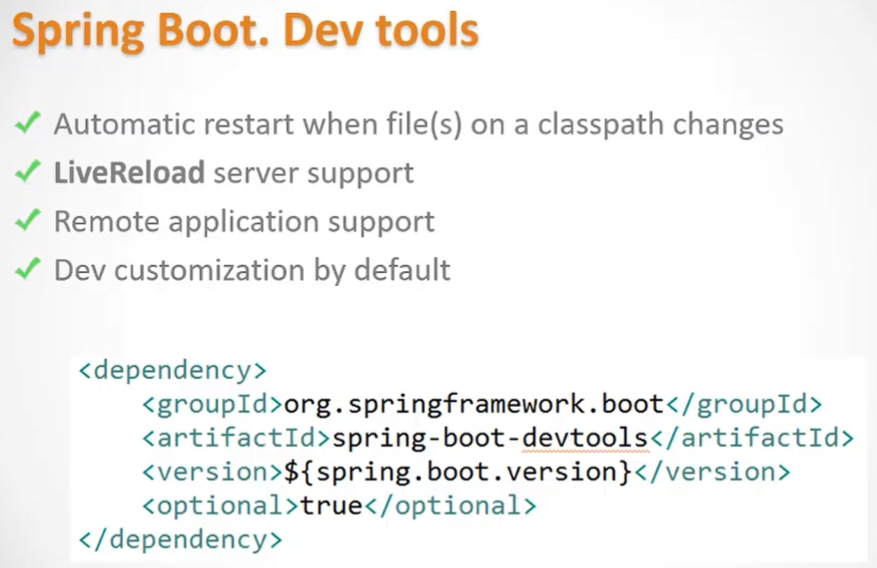 Spring Boot. Dev tools
Automatic restart when file(s) on a classpath changes
LiveReload server support
Remote application support
Dev customization by default
<dependency>
    <groupId>org.springframework.boot</groupId>
    <artifactId>spring-boot-devtools</artifactId>
    <version>${spring.boot.version}</version>
    <optional>true</optional>
</dependency>